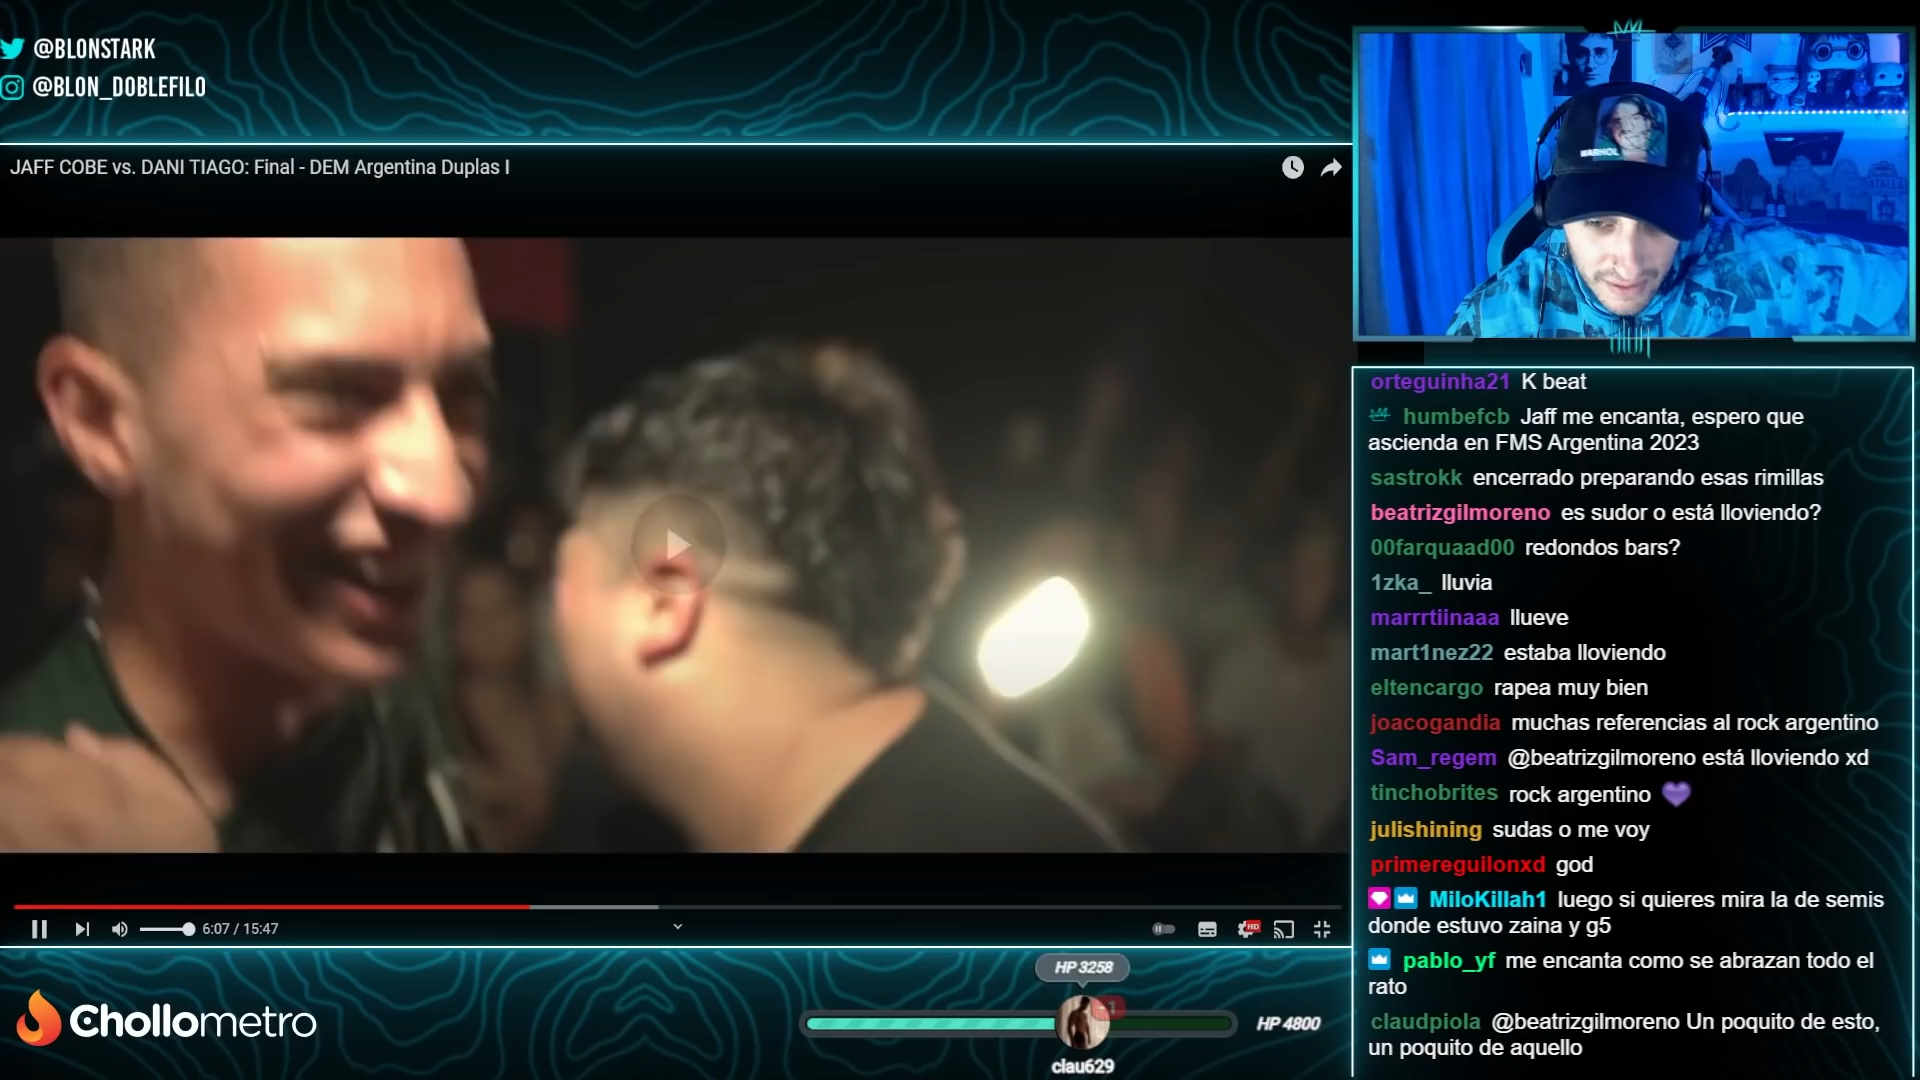 @BLONSTARK
@BLON_DOBLEFILO
JAFF COBE vs. DANI TIAGO: Final - DEM Argentina Duplas I
WARHOL
orteguinha21 K beat
humbefcb Jaff me encanta, espero que
ascienda en FMS Argentina 2023
sastrokk encerrado preparando esas rimillas
beatrizgilmoreno es sudor o está lloviendo?
00farquaad00 redondos bars?
1zka_ lluvia
marrrtiinaaa llueve
mart1nez22 estaba lloviendo
eltencargo rapea muy bien
joacogandia muchas referencias al rock argentino
Sam_regem @beatrizgilmoreno está lloviendo xd
tinchobrites rock argentino
julishining sudas o me voy
primereguilonxd god
MiloKillah1 luego si quieres mira la de semis
donde estuvo zaina y g5
pablo_yf me encanta como se abrazan todo el
rato
claudpiola @beatrizgilmoreno Un poquito de esto,
un poquito de aquello
6:07 / 15:47
HD
HP 3258
-1
HP 4800
clau629
Chollometro